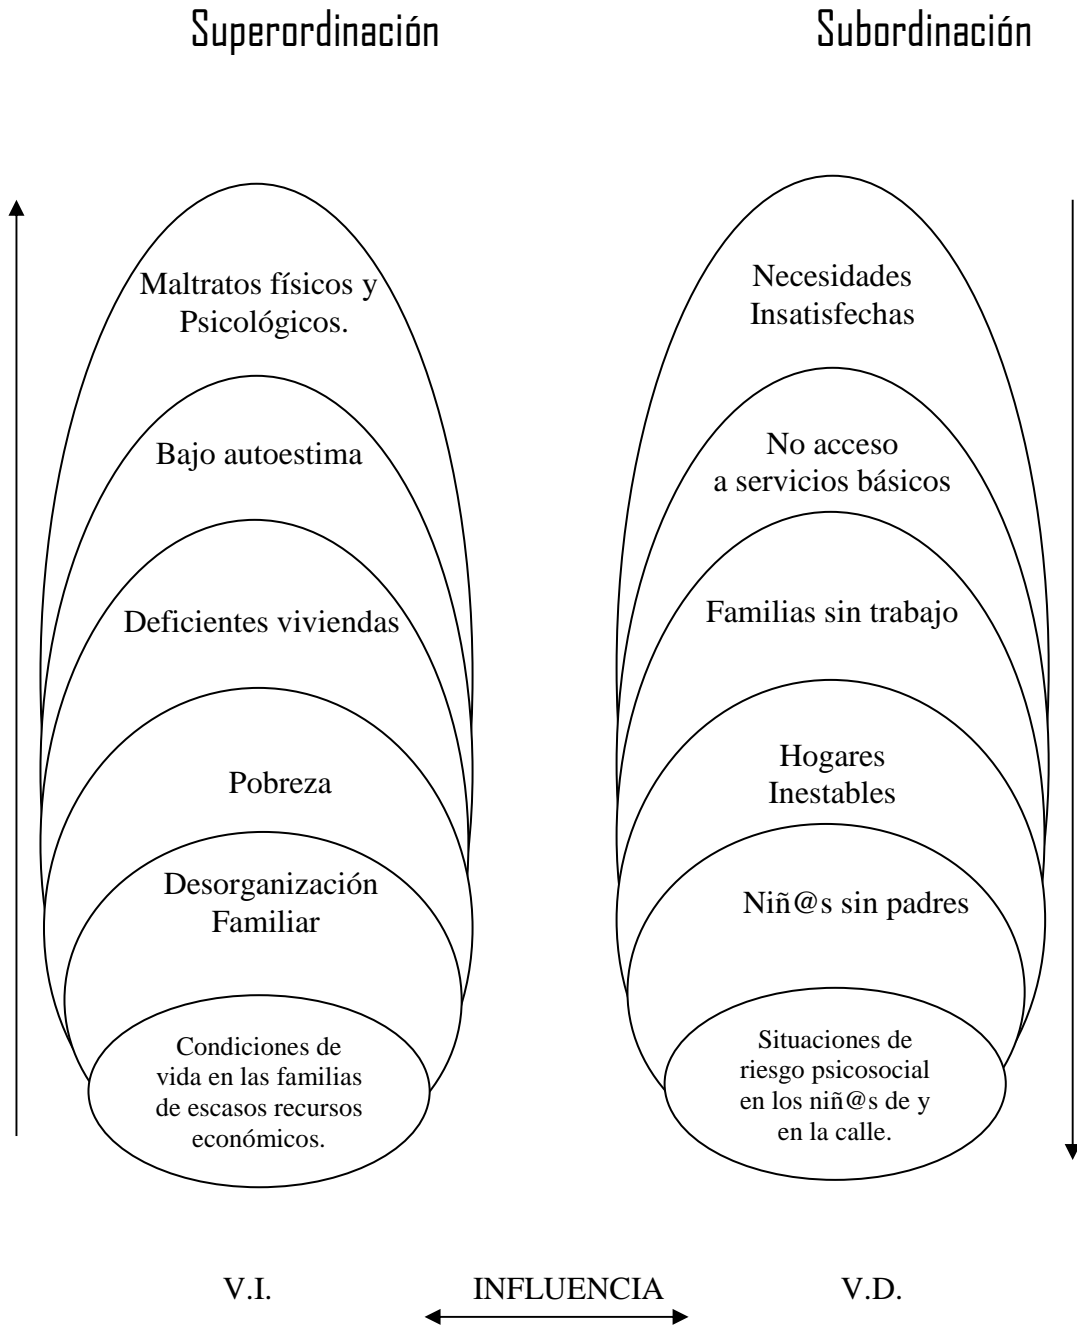 Superordinación
Subordinación
Maltratos físicos y
Psicológicos.
Bajo autoestima
Deficientes viviendas
Pobreza
Desorganización
Familiar
Condiciones de
vida en las familias
de escasos recursos
económicos.
Necesidades
Insatisfechas
No acceso
a servicios básicos
Familias sin trabajo
Hogares
Inestables
Niñ@s sin padres
Situaciones de
riesgo psicosocial
en los niñ@s de y
en la calle.
V.I.
INFLUENCIA
V.D.